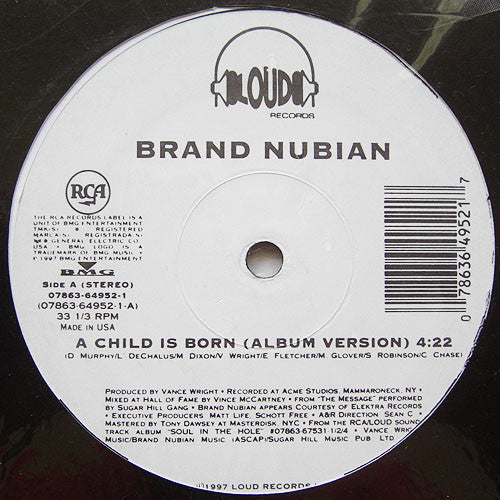 LOUD
RECORDS
BRAND NUBIAN
RCA
THE RCA RECORDS LABEL IS A
UNIT OF BMG ENTERTAINMENT
TMK(S) ® REGISTERED
MARCA(S) REGISTRADA(S)
® GENERAL ELECTRIC CO.
USA • BMG LOGO IS A
TRADEMARK OF BMG MUSIC
℗ ©1997 BMG ENTERTAINMENT
BMG
SIDE A (STEREO)
07863-64952-1
(07863-64952-1-A)
33 1/3 RPM
MADE IN USA
0 78636 49521 7
A CHILD IS BORN (ALBUM VERSION) 4:22
(D MURPHY/L DECHALUS/M DIXON/V WRIGHT/E FLETCHER/M GLOVER/S ROBINSON/C CHASE)
PRODUCED BY VANCE WRIGHT • RECORDED AT ACME STUDIOS, MAMMARONECK, NY •
MIXED AT HALL OF FAME BY VINCE MCCARTNEY • FROM "THE MESSAGE" PERFORMED
BY SUGAR HILL GANG • BRAND NUBIAN APPEARS COURTESY OF ELEKTRA RECORDS
• EXECUTIVE PRODUCERS: MATT LIFE, SCHOTT FREE • A&R DIRECTION: SEAN C •
MASTERED BY TONY DAWSEY AT MASTERDISK, NYC • FROM THE RCA/LOUD SOUND
TRACK ALBUM "SOUL IN THE HOLE" #07863-67531-1/2/4 • VANCE WRIGHT
MUSIC/BRAND NUBIAN MUSIC (ASCAP)/SUGAR HILL MUSIC PUB. LTD
©1997 LOUD RECORDS